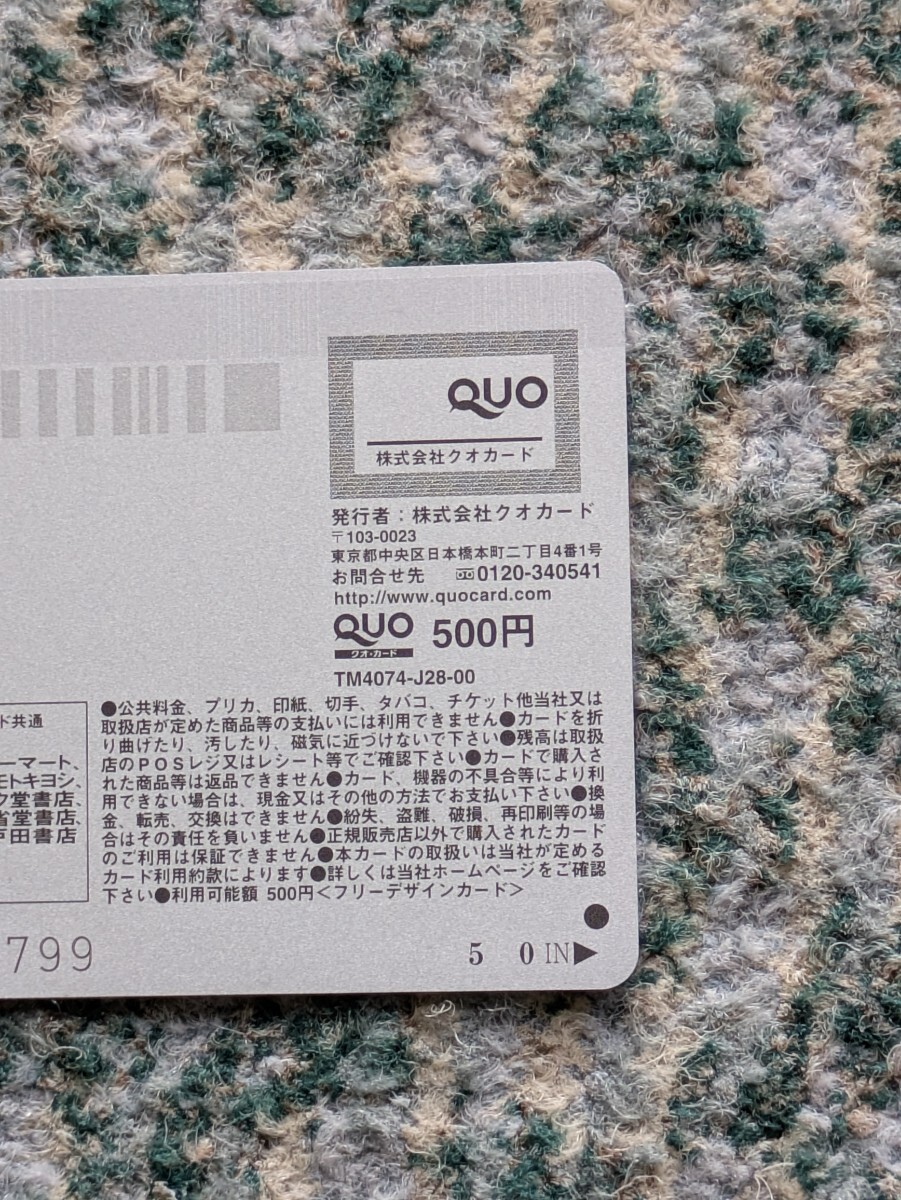 QUO
株式会社クオカード
発行者：株式会社クオカード
〒103-0023
東京都中央区日本橋本町二丁目4番1号
お問合せ先 0120-340541
http://www.quocard.com
QUO 500円
クオ・カード
TM4074-J28-00
●公共料金、プリカ、印紙、切手、タバコ、チケット他当社又は
取扱店が定めた商品等の支払いには利用できません●カードを折
り曲げたり、汚したり、磁気に近づけないで下さい●残高は取扱
店のPOSレジ又はレシート等でご確認下さい●カードで購入さ
れた商品等は返品できません●カード、機器の不具合等により利
用できない場合は、現金又はその他の方法でお支払い下さい●換
金、転売、交換はできません●紛失、盗難、破損、再印刷等の場
合はその責任を負いません●正規販売店以外で購入されたカード
のご利用は保証できません●本カードの取扱いは当社が定める
カード利用約款によります●詳しくは当社ホームページをご確認
下さい●利用可能額 500円＜フリーデザインカード＞
ド共通
ーマート、
モトキヨシ、
ク堂書店、
省堂書店、
戸田書店
799
5 0 IN▶